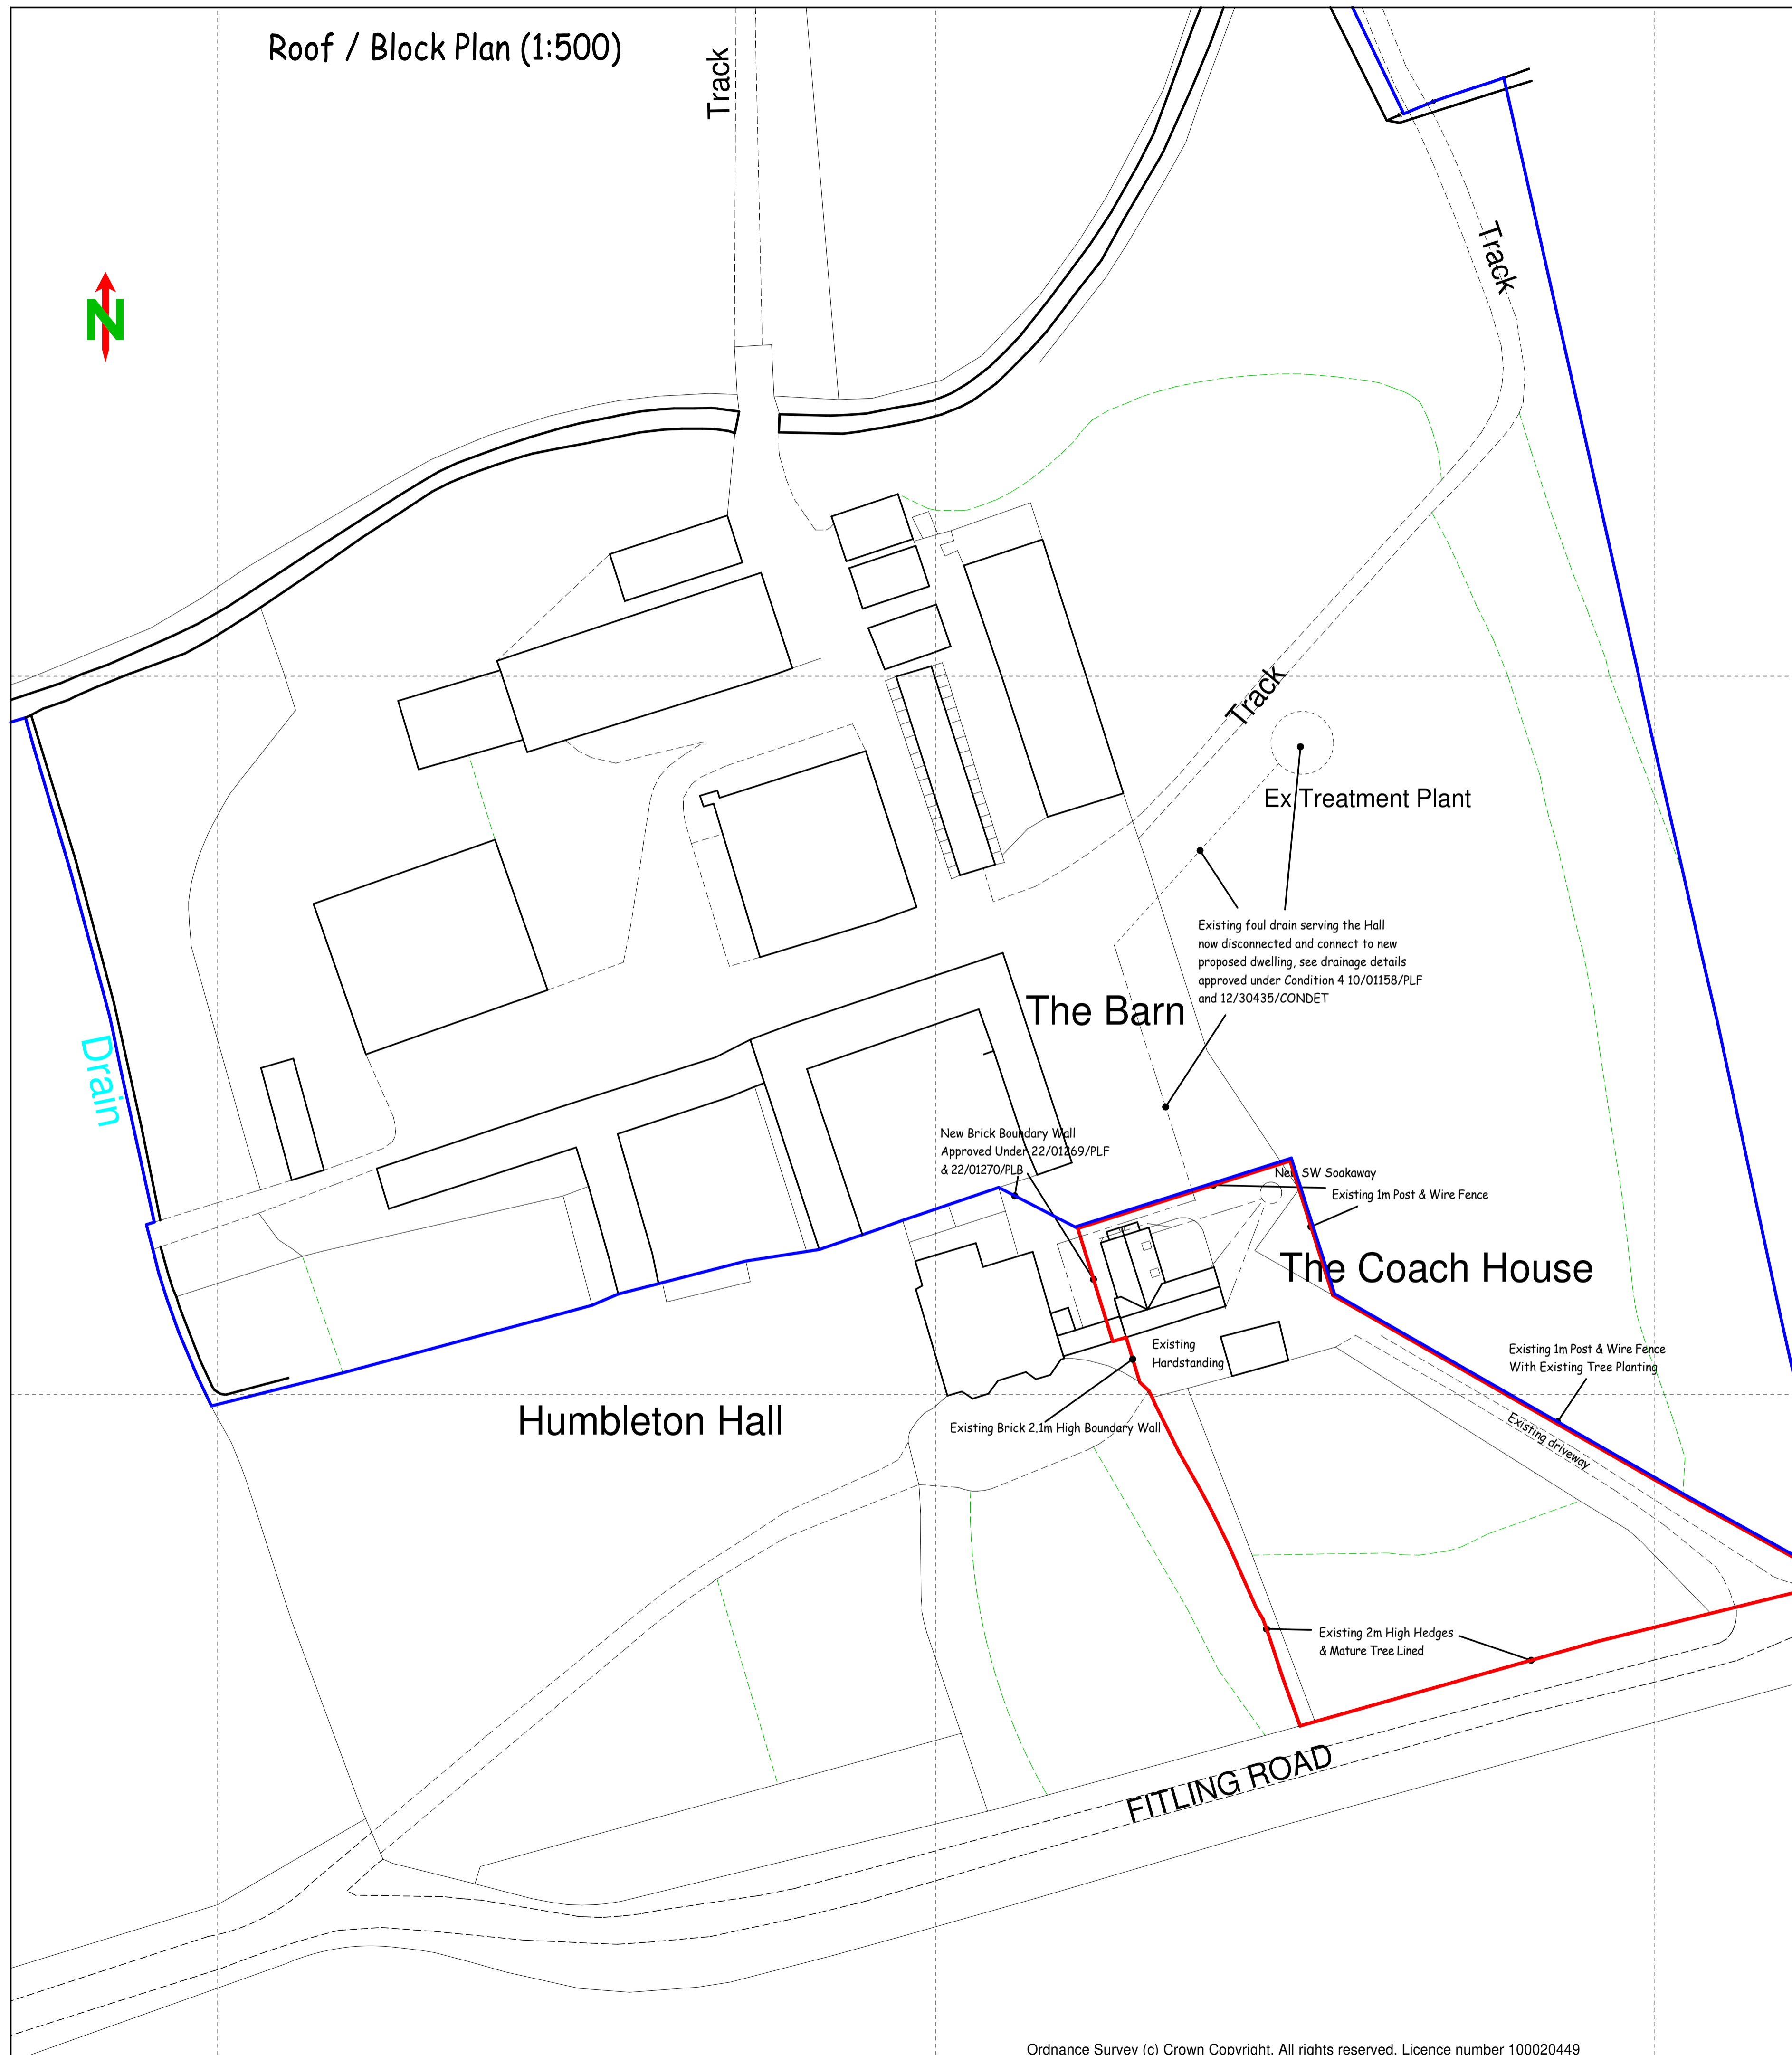 Roof / Block Plan (1:500)
Track
Track
N
Track
Ex Treatment Plant
Existing foul drain serving the Hall
now disconnected and connect to new
proposed dwelling, see drainage details
approved under Condition 4 10/01158/PLF
and 12/30435/CONDET
The Barn
Drain
New Brick Boundary Wall
Approved Under 22/01269/PLF
& 22/01270/PLB
New SW Soakaway
Existing 1m Post & Wire Fence
The Coach House
Existing
Hardstanding
Existing 1m Post & Wire Fence
With Existing Tree Planting
Humbleton Hall
Existing Brick 2.1m High Boundary Wall
Existing driveway
Existing 2m High Hedges
& Mature Tree Lined
FITLING ROAD
Ordnance Survey (c) Crown Copyright. All rights reserved. Licence number 100020449